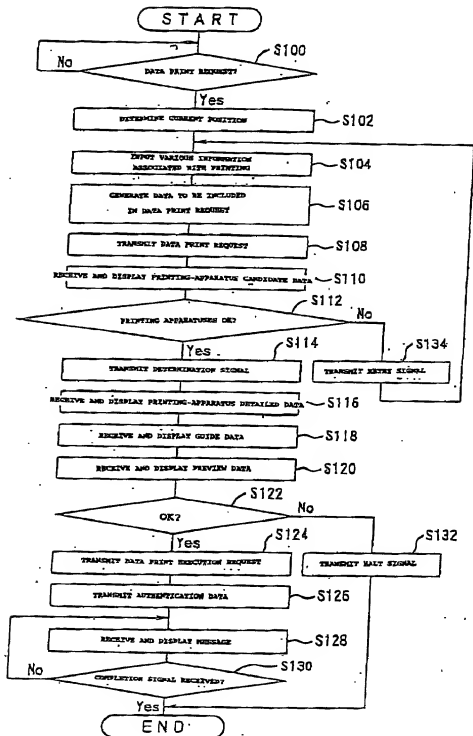 START
S100
No
DATA PRINT REQUEST?
Yes
DETERMINE CURRENT POSITION
S102
INPUT VARIOUS INFORMATION
ASSOCIATED WITH PRINTING
S104
GENERATE DATA TO BE INCLUDED
IN DATA PRINT REQUEST
S106
TRANSMIT DATA PRINT REQUEST
S108
RECEIVE AND DISPLAY PRINTING-APPARATUS CANDIDATE DATA
S110
S112
PRINTING APPARATUSES OK?
No
Yes
S114
S134
TRANSMIT DETERMINATION SIGNAL
TRANSMIT RETRY SIGNAL
RECEIVE AND DISPLAY PRINTING-APPARATUS DETAILED DATA
S116
RECEIVE AND DISPLAY GUIDE DATA
S118
RECEIVE AND DISPLAY PREVIEW DATA
S120
S122
OK?
No
Yes
S124
S132
TRANSMIT DATA PRINT EXECUTION REQUEST
TRANSMIT HALT SIGNAL
TRANSMIT AUTHENTICATION DATA
S126
RECEIVE AND DISPLAY MESSAGE
S128
S130
No
COMPLETION SIGNAL RECEIVED?
Yes
END